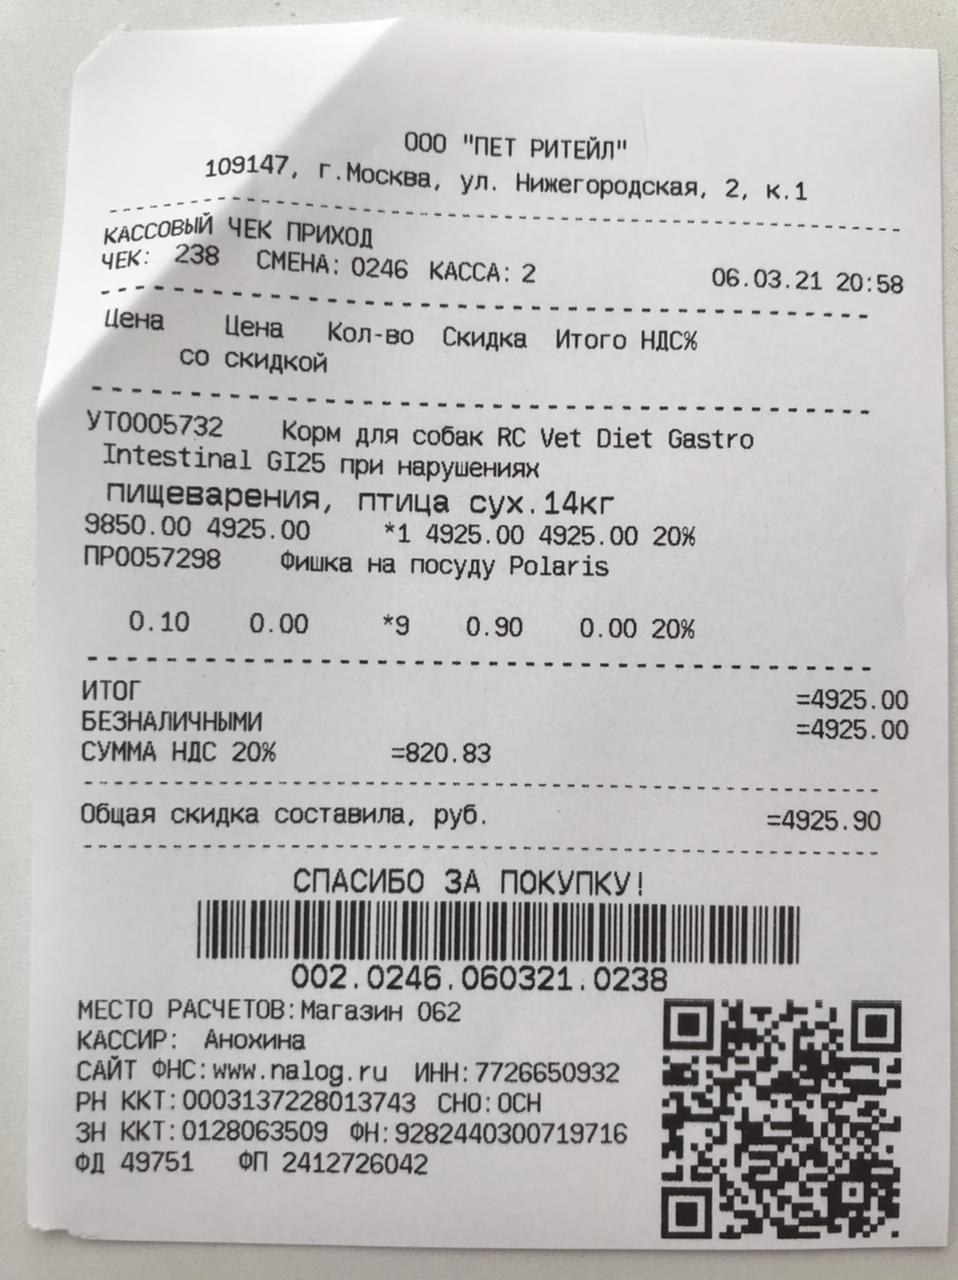 ООО "ПЕТ РИТЕЙЛ"
109147, г.Москва, ул. Нижегородская, 2, к.1
КАССОВЫЙ ЧЕК ПРИХОД
ЧЕК: 238 СМЕНА: 0246 КАССА: 2 06.03.21 20:58
Цена Цена Кол-во Скидка Итого НДС%
со скидкой
УТ0005732 Корм для собак RC Vet Diet Gastro
Intestinal GI25 при нарушениях
пищеварения, птица сух.14кг
9850.00 4925.00 *1 4925.00 4925.00 20%
ПР0057298 Фишка на посуду Polaris
0.10 0.00 *9 0.90 0.00 20%
ИТОГ =4925.00
БЕЗНАЛИЧНЫМИ =4925.00
СУММА НДС 20% =820.83
Общая скидка составила, руб. =4925.90
СПАСИБО ЗА ПОКУПКУ!
002.0246.060321.0238
МЕСТО РАСЧЕТОВ:Магазин 062
КАССИР: Анохина
САЙТ ФНС:www.nalog.ru ИНН:7726650932
РН ККТ:0003137228013743 СНО:ОСН
ЗН ККТ:0128063509 ФН:9282440300719716
ФД 49751 ФП 2412726042